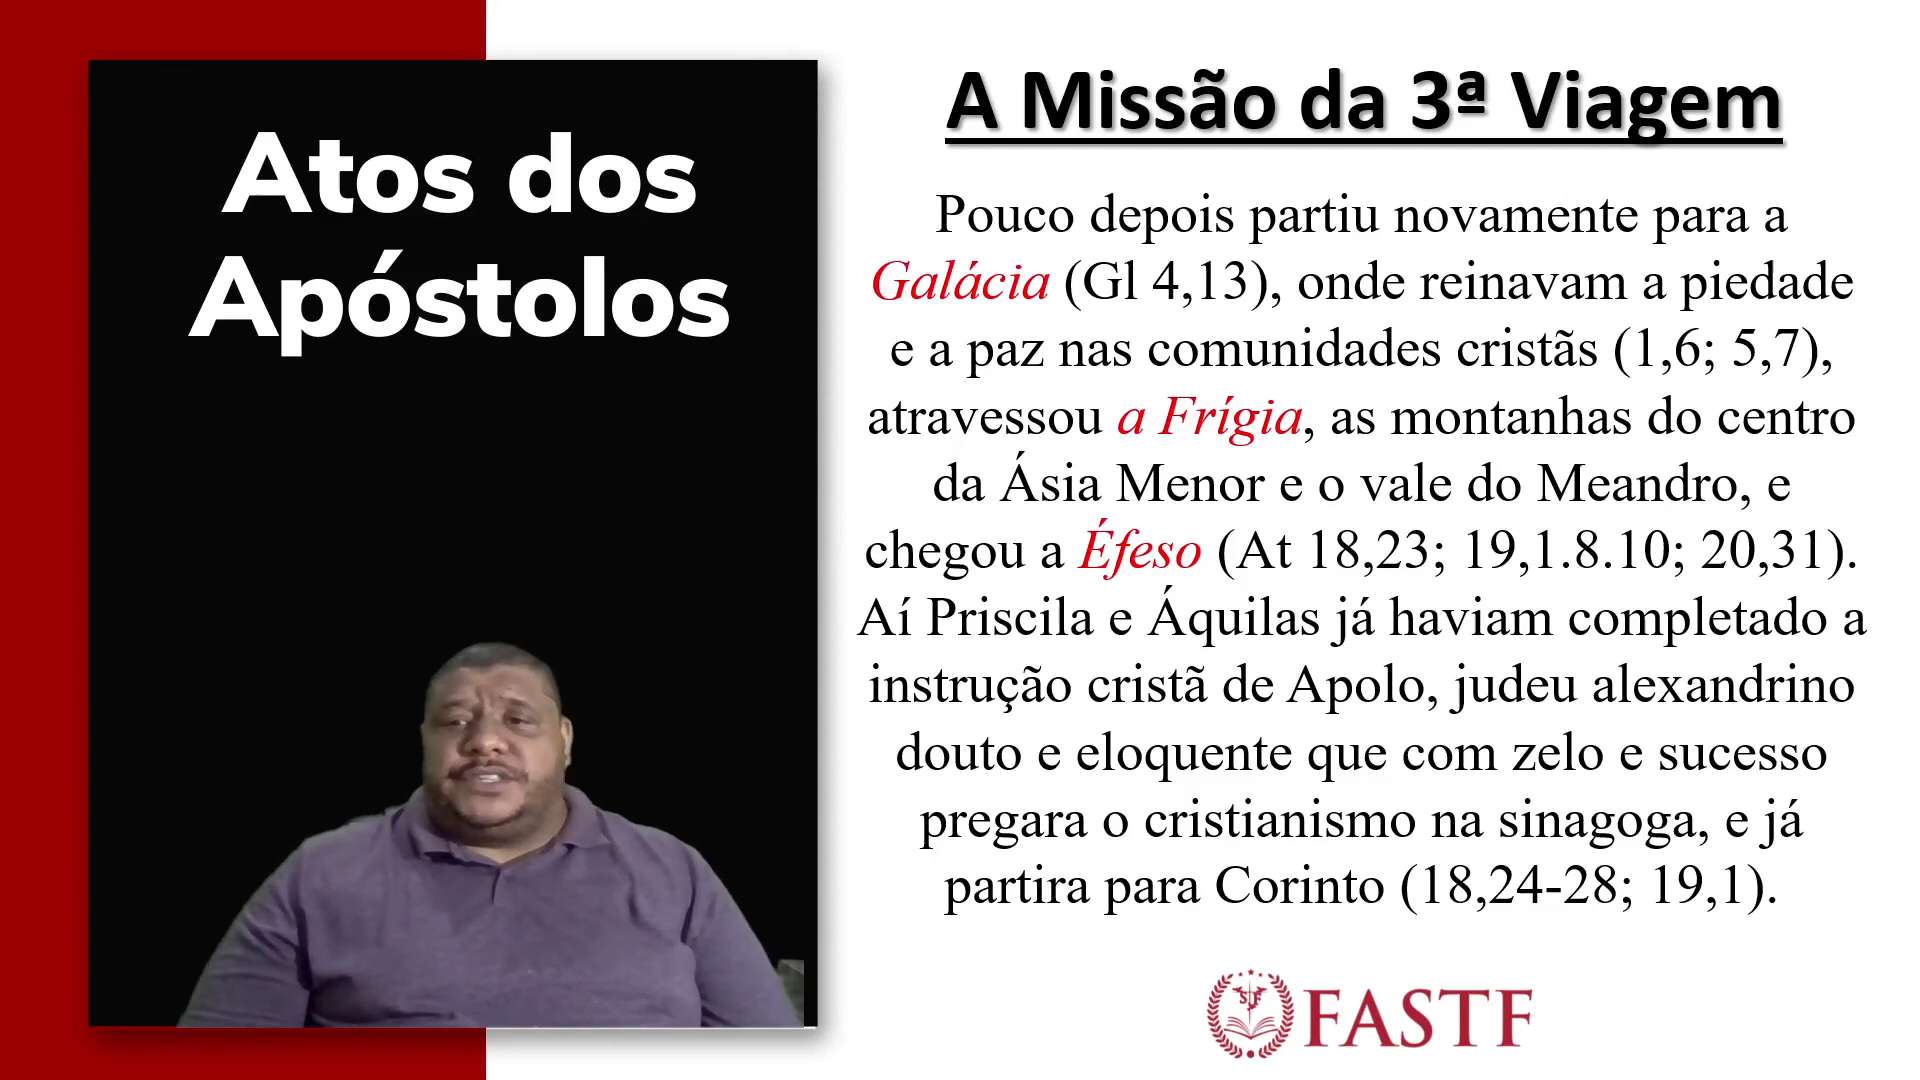 Atos dos
Apóstolos
A Missão da 3ª Viagem
Pouco depois partiu novamente para a
Galácia (Gl 4,13), onde reinavam a piedade
e a paz nas comunidades cristãs (1,6; 5,7),
atravessou a Frígia, as montanhas do centro
da Ásia Menor e o vale do Meandro, e
chegou a Éfeso (At 18,23; 19,1.8.10; 20,31).
Aí Priscila e Áquilas já haviam completado a
instrução cristã de Apolo, judeu alexandrino
douto e eloquente que com zelo e sucesso
pregara o cristianismo na sinagoga, e já
partira para Corinto (18,24-28; 19,1).
FASTF